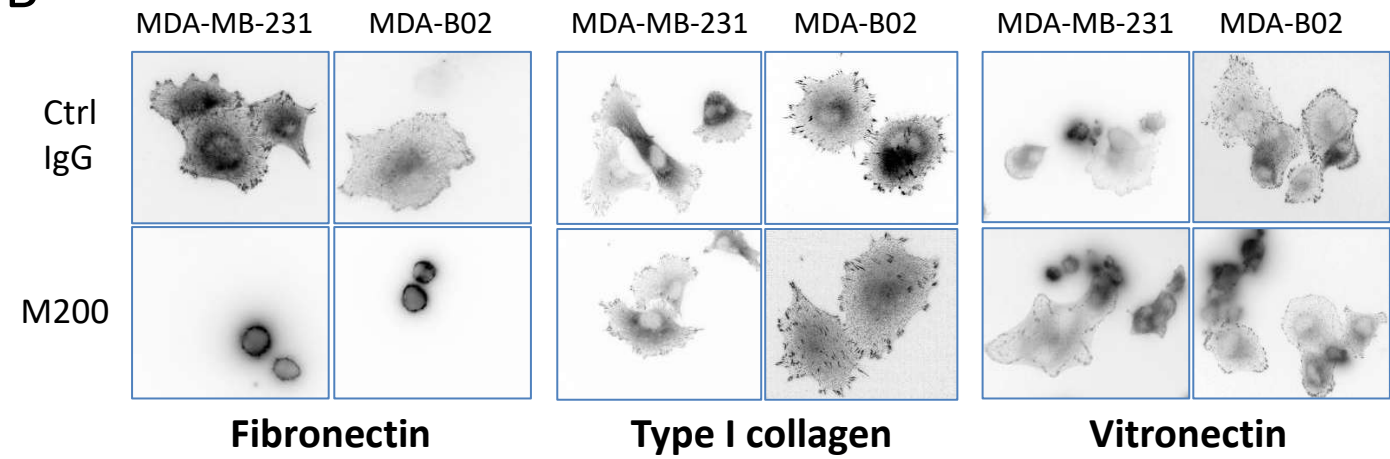 MDA-MB-231 MDA-B02 MDA-MB-231 MDA-B02 MDA-MB-231 MDA-B02
Ctrl
IgG
M200
Fibronectin Type I collagen Vitronectin